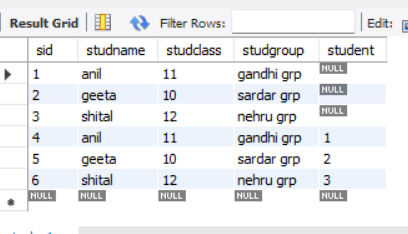 Result Grid Filter Rows: Edit:
sid studname studclass studgroup student
1 anil 11 gandhi grp NULL
2 geeta 10 sardar grp NULL
3 shital 12 nehru grp NULL
4 anil 11 gandhi grp 1
5 geeta 10 sardar grp 2
6 shital 12 nehru grp 3
NULL NULL NULL NULL NULL